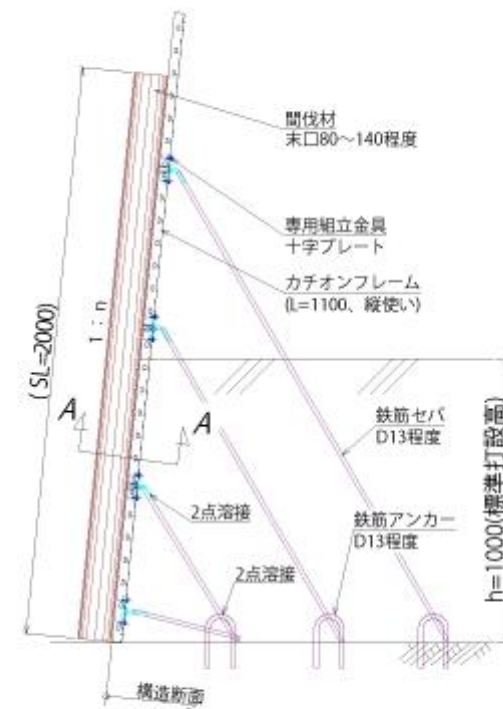 間伐材
末口80～140程度
専用組立金具
十字プレート
カチオンフレーム
(L=1100、縦使い)
(SL=2000)
1:n
A
A
鉄筋セパ
D13程度
2点溶接
鉄筋アンカー
D13程度
2点溶接
h=1000(標準打設高)
構造断面